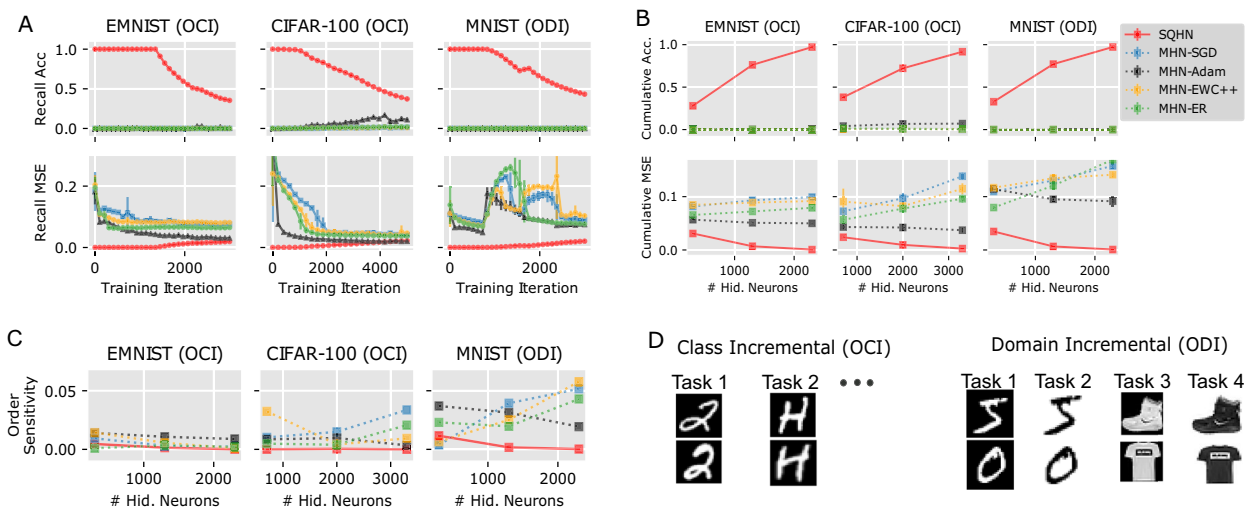 A
EMNIST (OCI)
CIFAR-100 (OCI)
MNIST (ODI)
Recall Acc
1.0
0.5
0.0
Recall MSE
0.2
0.0
0
2000
0
2000
4000
0
2000
Training Iteration
Training Iteration
Training Iteration
B
EMNIST (OCI)
CIFAR-100 (OCI)
MNIST (ODI)
Cumulative Acc.
1.0
0.5
0.0
Cumulative MSE
0.1
0.0
1000
2000
1000
2000
3000
1000
2000
# Hid. Neurons
# Hid. Neurons
# Hid. Neurons
SQHN
MHN-SGD
MHN-Adam
MHN-EWC++
MHN-ER
C
EMNIST (OCI)
CIFAR-100 (OCI)
MNIST (ODI)
Order
Sensitivity
0.05
0.00
1000
2000
1000
2000
3000
1000
2000
# Hid. Neurons
# Hid. Neurons
# Hid. Neurons
D
Class Incremental (OCI)
Task 1
Task 2
2
H
2
H
Domain Incremental (ODI)
Task 1
Task 2
Task 3
Task 4
5
5
0
0